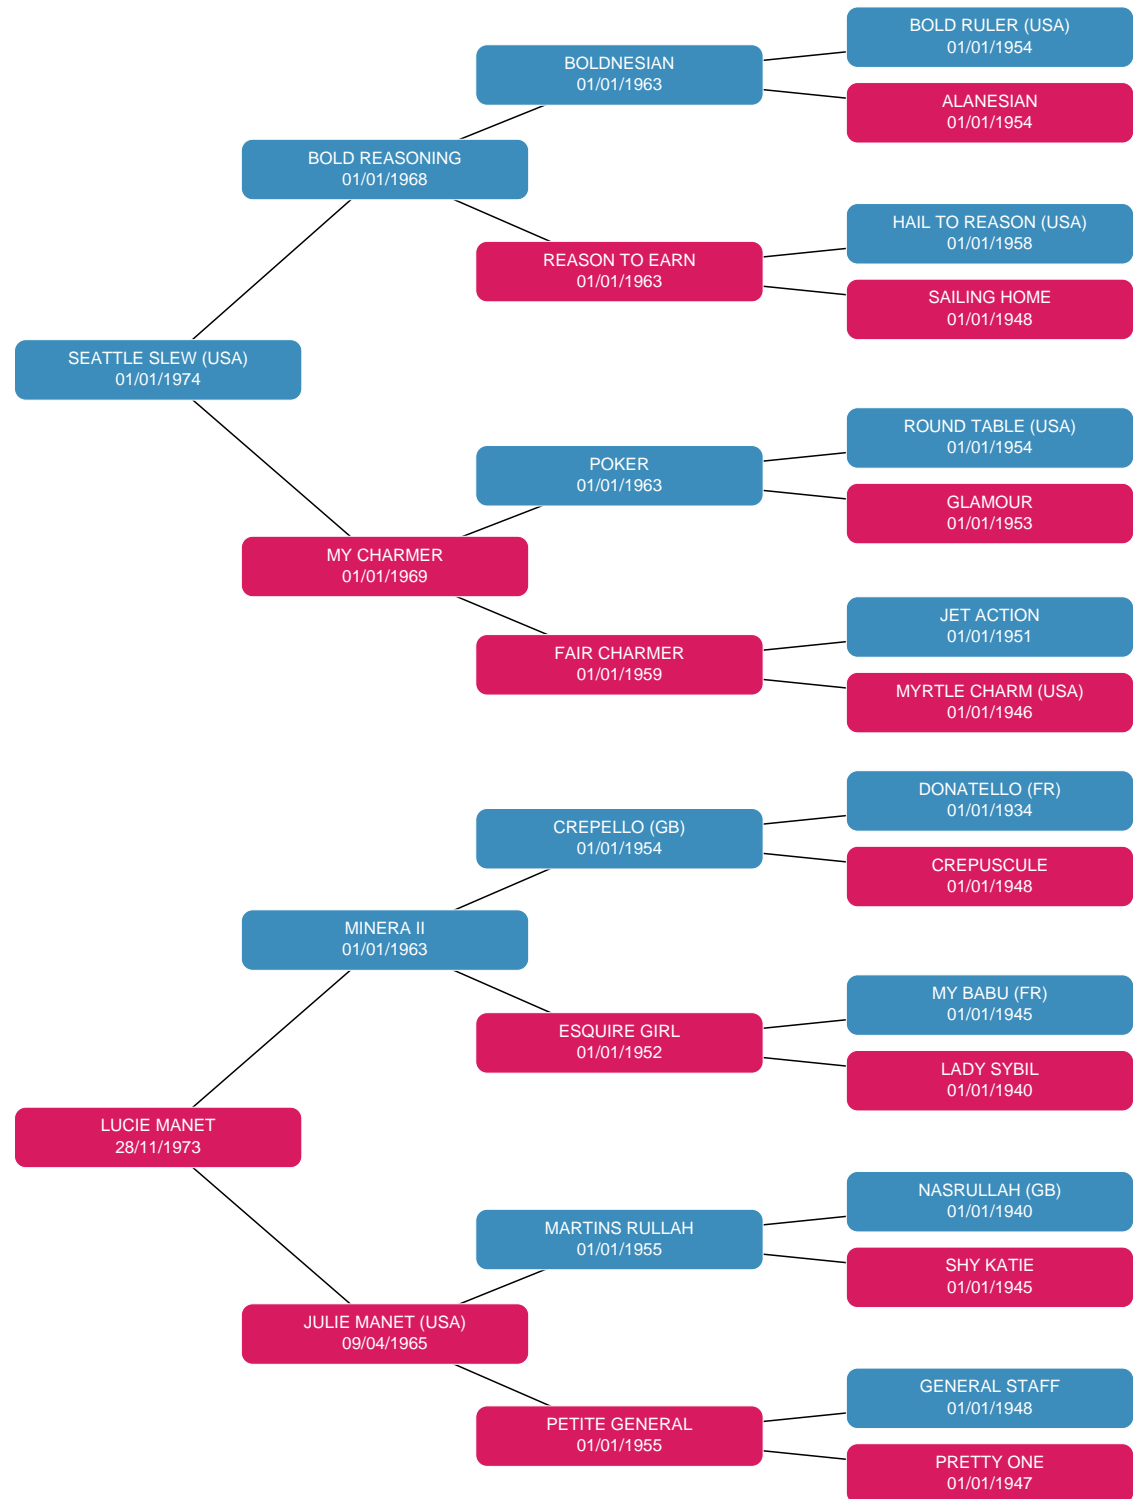 BOLD RULER (USA)
01/01/1954
BOLDNESIAN
01/01/1963
ALANESIAN
01/01/1954
BOLD REASONING
01/01/1968
HAIL TO REASON (USA)
01/01/1958
REASON TO EARN
01/01/1963
SAILING HOME
01/01/1948
SEATTLE SLEW (USA)
01/01/1974
ROUND TABLE (USA)
01/01/1954
POKER
01/01/1963
GLAMOUR
01/01/1953
MY CHARMER
01/01/1969
JET ACTION
01/01/1951
FAIR CHARMER
01/01/1959
MYRTLE CHARM (USA)
01/01/1946
DONATELLO (FR)
01/01/1934
CREPELLO (GB)
01/01/1954
CREPUSCULE
01/01/1948
MINERA II
01/01/1963
MY BABU (FR)
01/01/1945
ESQUIRE GIRL
01/01/1952
LADY SYBIL
01/01/1940
LUCIE MANET
28/11/1973
NASRULLAH (GB)
01/01/1940
MARTINS RULLAH
01/01/1955
SHY KATIE
01/01/1945
JULIE MANET (USA)
09/04/1965
GENERAL STAFF
01/01/1948
PETITE GENERAL
01/01/1955
PRETTY ONE
01/01/1947